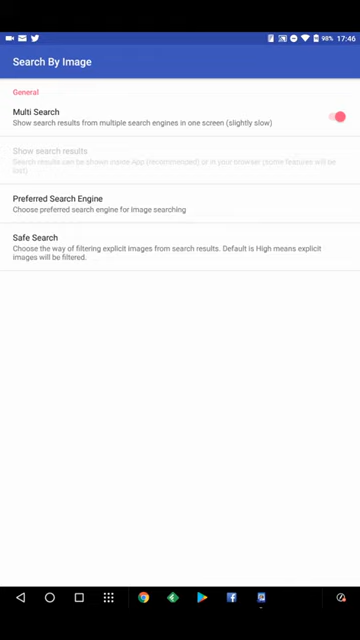 98% 17:46
Search By Image
General
Multi Search
Show search results from multiple search engines in one screen (slightly slow)
Show search results
Search results can be shown inside App (recommended) or in your browser (some features will be
lost)
Preferred Search Engine
Choose preferred search engine for image searching
Safe Search
Choose the way of filtering explicit images from search results. Default is High means explicit
images will be filtered.